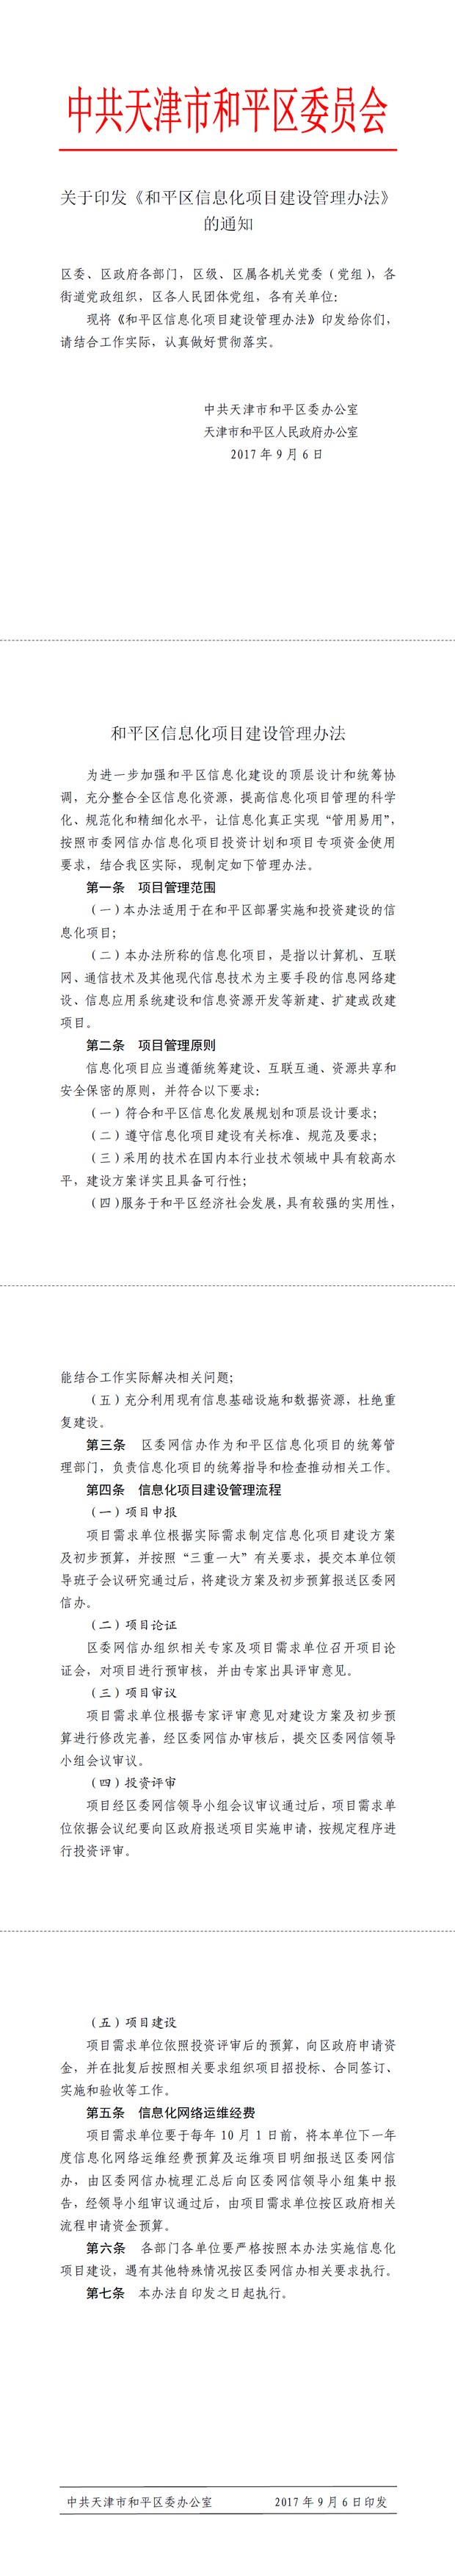 中共天津市和平区委员会
关于印发《和平区信息化项目建设管理办法》
的通知
区委、区政府各部门，区级、区属各机关党委（党组），各
街道党政组织，区各人民团体党组，各有关单位：
现将《和平区信息化项目建设管理办法》印发给你们，
请结合工作实际，认真做好贯彻落实。
中共天津市和平区委办公室
天津市和平区人民政府办公室
2017年9月6日
和平区信息化项目建设管理办法
为进一步加强和平区信息化建设的顶层设计和统筹协
调，充分整合全区信息化资源，提高信息化项目管理的科学
化、规范化和精细化水平，让信息化真正实现“管用易用”，
按照市委网信办信息化项目投资计划和项目专项资金使用
要求，结合我区实际，现制定如下管理办法。
第一条 项目管理范围
（一）本办法适用于在和平区部署实施和投资建设的信
息化项目；
（二）本办法所称的信息化项目，是指以计算机、互联
网、通信技术及其他现代信息技术为主要手段的信息网络建
设、信息应用系统建设和信息资源开发等新建、扩建或改建
项目。
第二条 项目管理原则
信息化项目应当遵循统筹建设、互联互通、资源共享和
安全保密的原则，并符合以下要求：
（一）符合和平区信息化发展规划和顶层设计要求；
（二）遵守信息化项目建设有关标准、规范及要求；
（三）采用的技术在国内本行业技术领域中具有较高水
平，建设方案详实且具备可行性；
（四）服务于和平区经济社会发展，具有较强的实用性，
能结合工作实际解决相关问题；
（五）充分利用现有信息基础设施和数据资源，杜绝重
复建设。
第三条 区委网信办作为和平区信息化项目的统筹管
理部门，负责信息化项目的统筹指导和检查推动相关工作。
第四条 信息化项目建设管理流程
（一）项目申报
项目需求单位根据实际需求制定信息化项目建设方案
及初步预算，并按照“三重一大”有关要求，提交本单位领
导班子会议研究通过后，将建设方案及初步预算报送区委网
信办。
（二）项目论证
区委网信办组织相关专家及项目需求单位召开项目论
证会，对项目进行预审核，并由专家出具评审意见。
（三）项目审议
项目需求单位根据专家评审意见对建设方案及初步预
算进行修改完善，经区委网信办审核后，提交区委网信领导
小组会议审议。
（四）投资评审
项目经区委网信领导小组会议审议通过后，项目需求单
位依据会议纪要向区政府报送项目实施申请，按规定程序进
行投资评审。
（五）项目建设
项目需求单位依照投资评审后的预算，向区政府申请资
金，并在批复后按照相关要求组织项目招投标、合同签订、
实施和验收等工作。
第五条 信息化网络运维经费
项目需求单位要于每年10月1日前，将本单位下一年
度信息化网络运维经费预算及运维项目明细报送区委网信
办，由区委网信办梳理汇总后向区委网信领导小组集中报
告，经领导小组审议通过后，由项目需求单位按区政府相关
流程申请资金预算。
第六条 各部门各单位要严格按照本办法实施信息化
项目建设，遇有其他特殊情况按区委网信办相关要求执行。
第七条 本办法自印发之日起执行。
中共天津市和平区委办公室 2017年9月6日印发